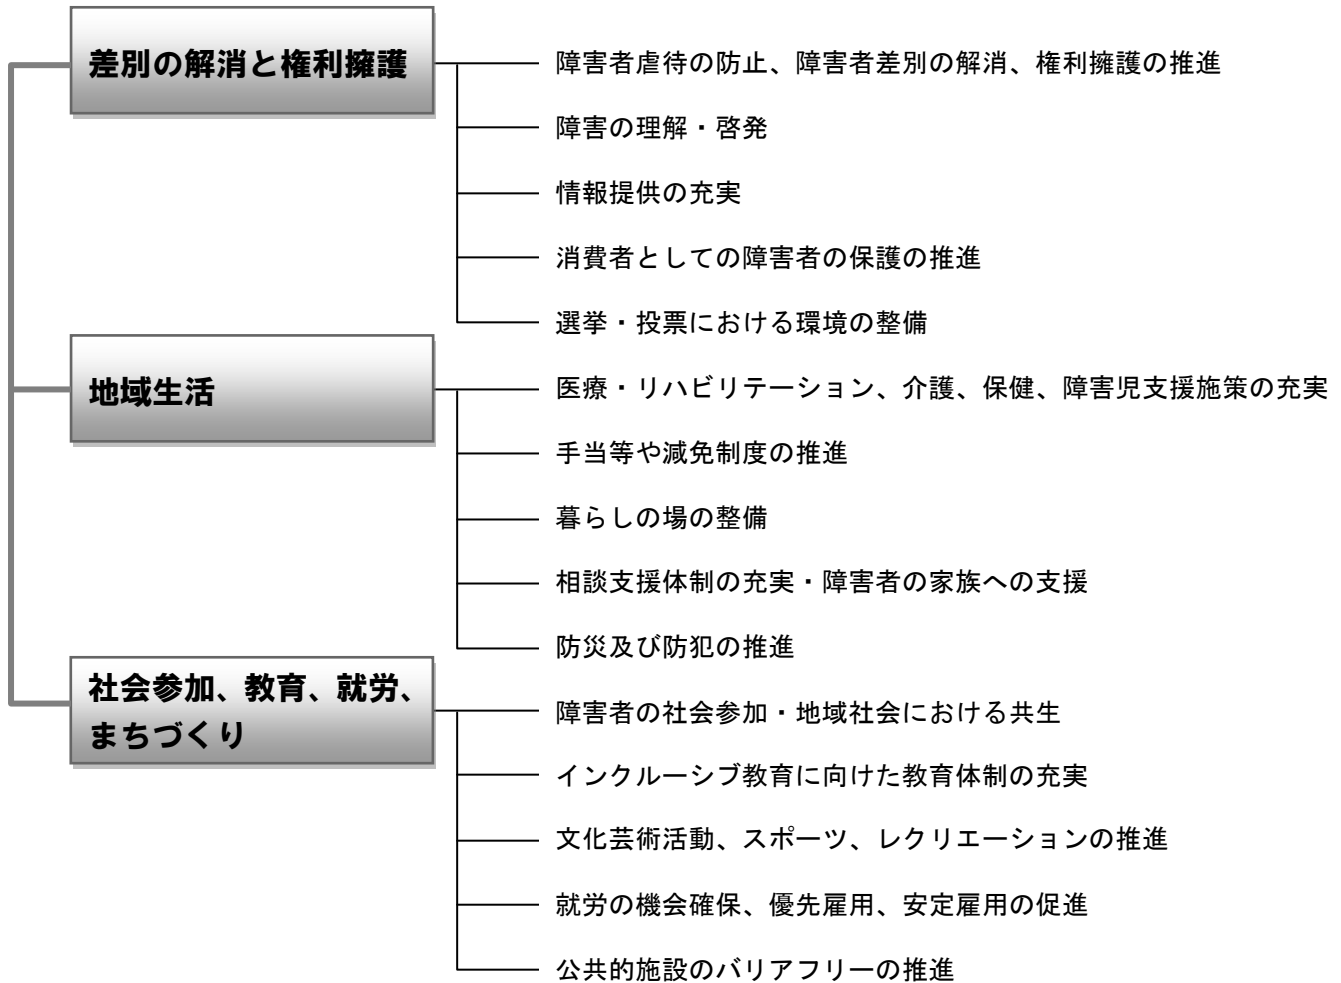 差別の解消と権利擁護
障害者虐待の防止、障害者差別の解消、権利擁護の推進
障害の理解・啓発
情報提供の充実
消費者としての障害者の保護の推進
選挙・投票における環境の整備
地域生活
医療・リハビリテーション、介護、保健、障害児支援施策の充実
手当等や減免制度の推進
暮らしの場の整備
相談支援体制の充実・障害者の家族への支援
防災及び防犯の推進
社会参加、教育、就労、
まちづくり
障害者の社会参加・地域社会における共生
インクルーシブ教育に向けた教育体制の充実
文化芸術活動、スポーツ、レクリエーションの推進
就労の機会確保、優先雇用、安定雇用の促進
公共的施設のバリアフリーの推進